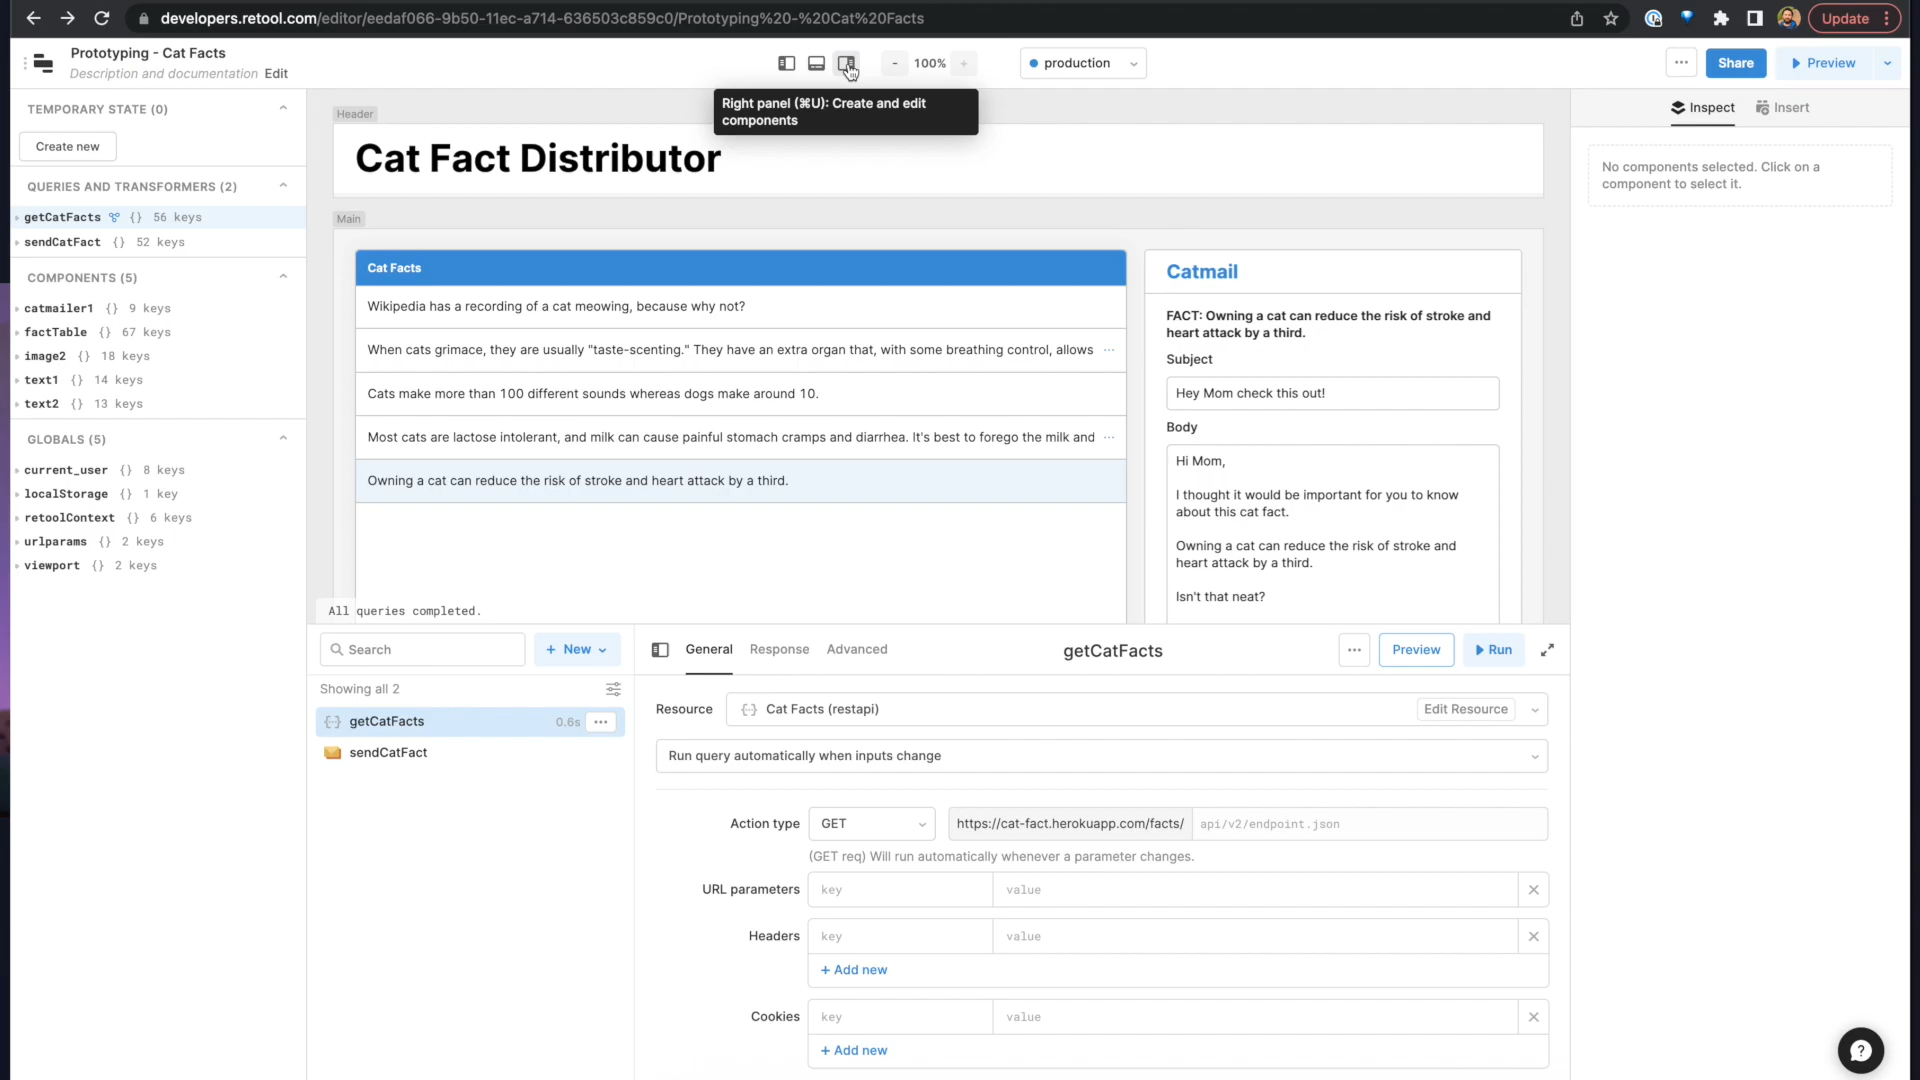 developers.retool.com/editor/eedaf066-9b50-11ec-a714-636503c859c0/Prototyping%20-%20Cat%20Facts
Update
Prototyping - Cat Facts
Description and documentation Edit
- 100% +
production
Share
Preview
Right panel (⌘U): Create and edit
components
TEMPORARY STATE (0)
Create new
QUERIES AND TRANSFORMERS (2)
getCatFacts {} 56 keys
sendCatFact {} 52 keys
COMPONENTS (5)
catmailer1 {} 9 keys
factTable {} 67 keys
image2 {} 18 keys
text1 {} 14 keys
text2 {} 13 keys
GLOBALS (5)
current_user {} 8 keys
localStorage {} 1 key
retoolContext {} 6 keys
urlparams {} 2 keys
viewport {} 2 keys
Header
Cat Fact Distributor
Main
Cat Facts
Wikipedia has a recording of a cat meowing, because why not?
When cats grimace, they are usually "taste-scenting." They have an extra organ that, with some breathing control, allows ...
Cats make more than 100 different sounds whereas dogs make around 10.
Most cats are lactose intolerant, and milk can cause painful stomach cramps and diarrhea. It's best to forego the milk and ...
Owning a cat can reduce the risk of stroke and heart attack by a third.
All queries completed.
Catmail
FACT: Owning a cat can reduce the risk of stroke and
heart attack by a third.
Subject
Hey Mom check this out!
Body
Hi Mom,
I thought it would be important for you to know
about this cat fact.
Owning a cat can reduce the risk of stroke and
heart attack by a third.
Isn't that neat?
Inspect
Insert
No components selected. Click on a
component to select it.
Search
+ New
Showing all 2
getCatFacts 0.6s
sendCatFact
General
Response
Advanced
getCatFacts
Preview
Run
Resource
Cat Facts (restapi)
Edit Resource
Run query automatically when inputs change
Action type
GET
https://cat-fact.herokuapp.com/facts/
api/v2/endpoint.json
(GET req) Will run automatically whenever a parameter changes.
URL parameters
key
value
Headers
key
value
+ Add new
Cookies
key
value
+ Add new
?